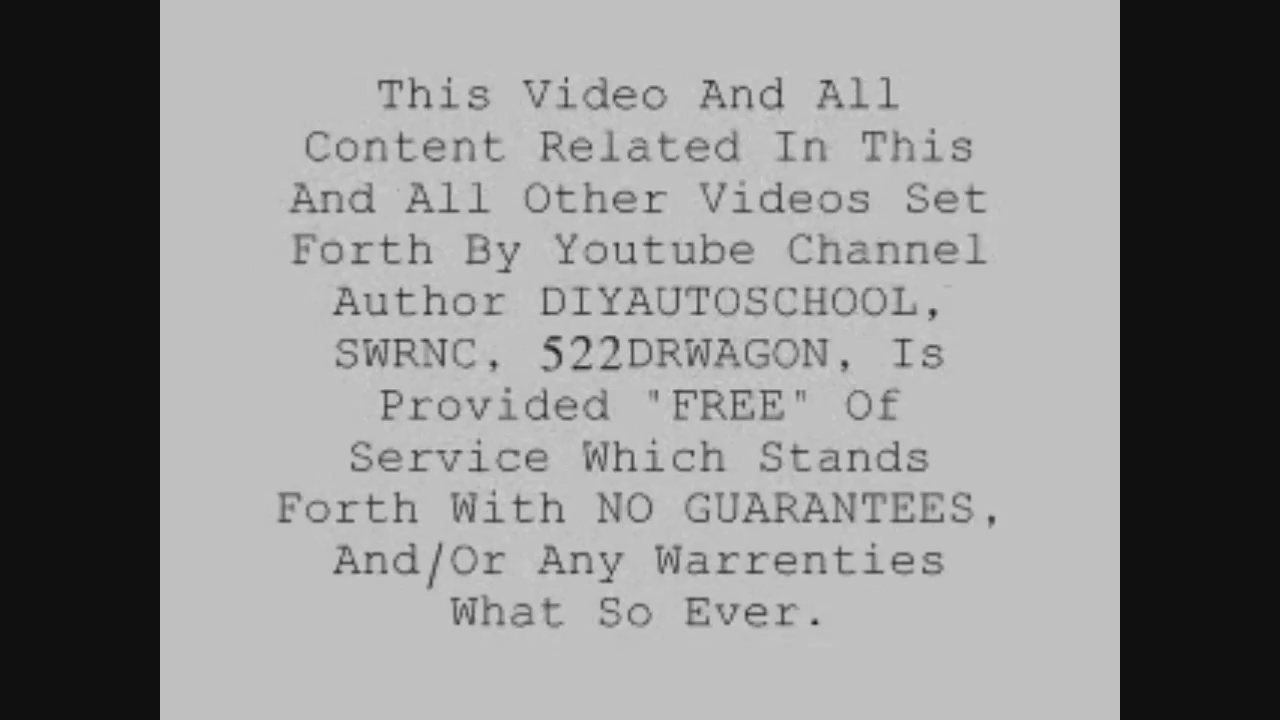 This Video And All
Content Related In This
And All Other Videos Set
Forth By Youtube Channel
Author DIYAUTOSCHOOL,
SWRNC, 522DRWAGON, Is
Provided "FREE" Of
Service Which Stands
Forth With NO GUARANTEES,
And/Or Any Warrenties
What So Ever.